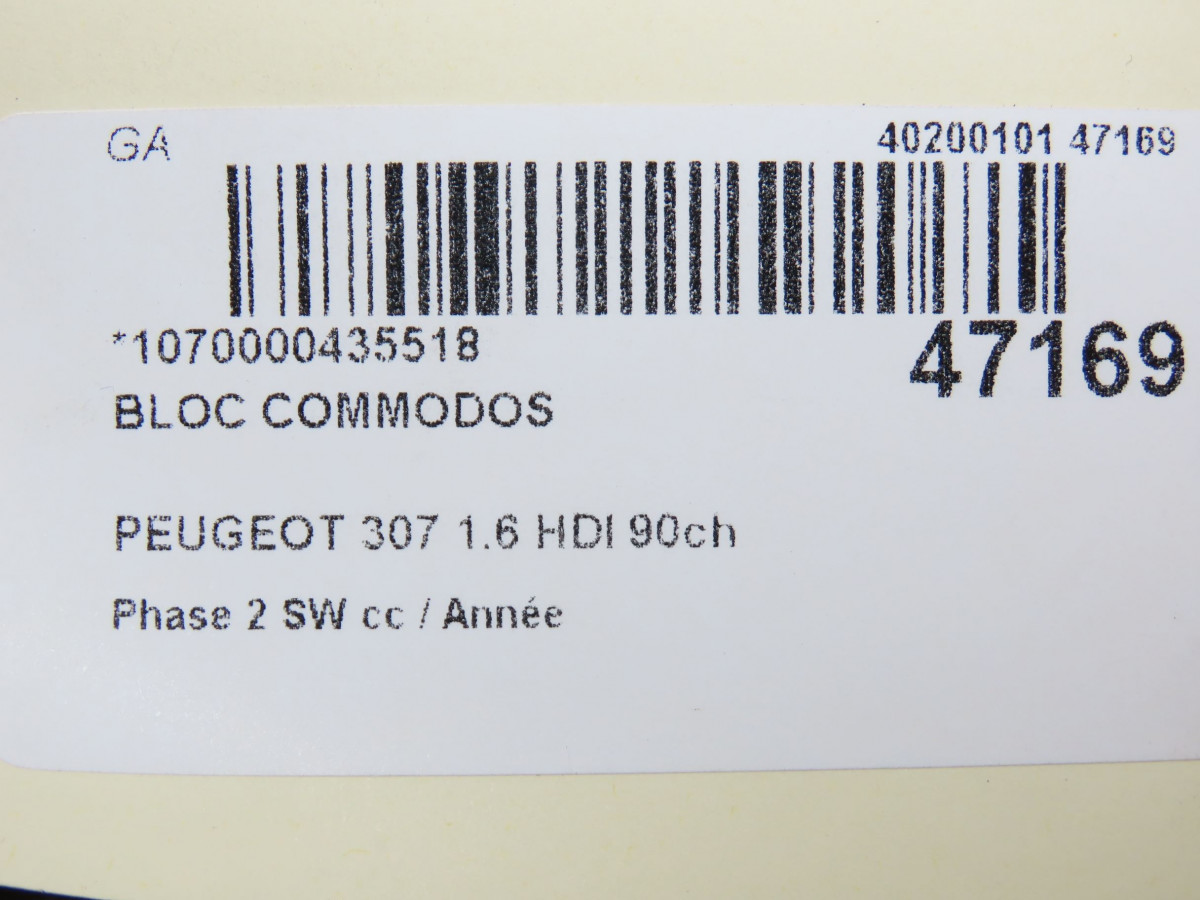 GA 40200101 47169
*1070000435518 47169
BLOC COMMODOS
PEUGEOT 307 1.6 HDI 90ch
Phase 2 SW cc / Année